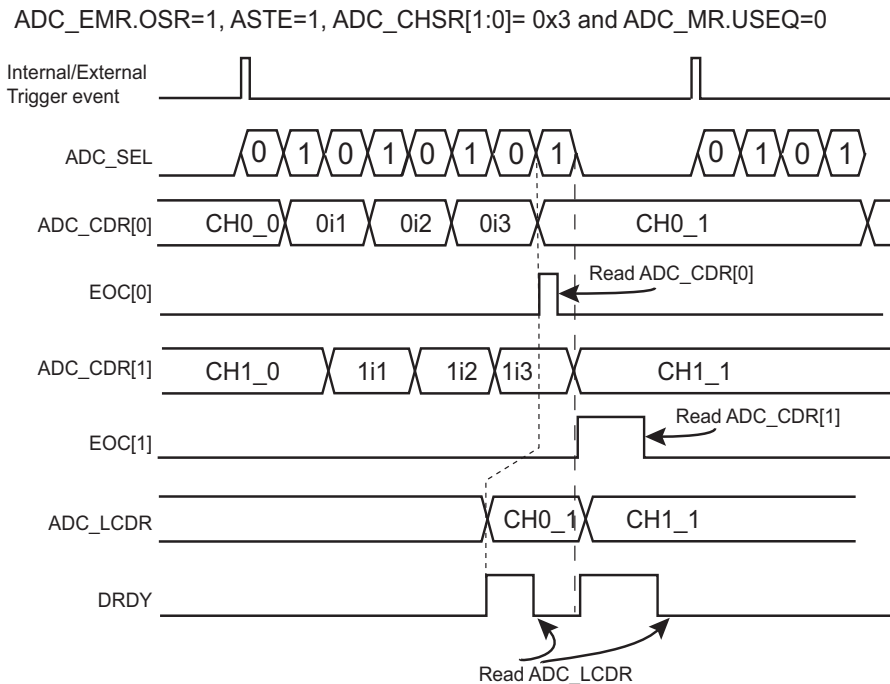 ADC_EMR.OSR=1, ASTE=1, ADC_CHSR[1:0]= 0x3 and ADC_MR.USEQ=0
Internal/External
Trigger event
ADC_SEL 0 1 0 1 0 1 0 1 0 1 0 1
ADC_CDR[0] CH0_0 0i1 0i2 0i3 CH0_1
Read ADC_CDR[0]
EOC[0]
ADC_CDR[1] CH1_0 1i1 1i2 1i3 CH1_1
Read ADC_CDR[1]
EOC[1]
ADC_LCDR CH0_1 CH1_1
DRDY
Read ADC_LCDR